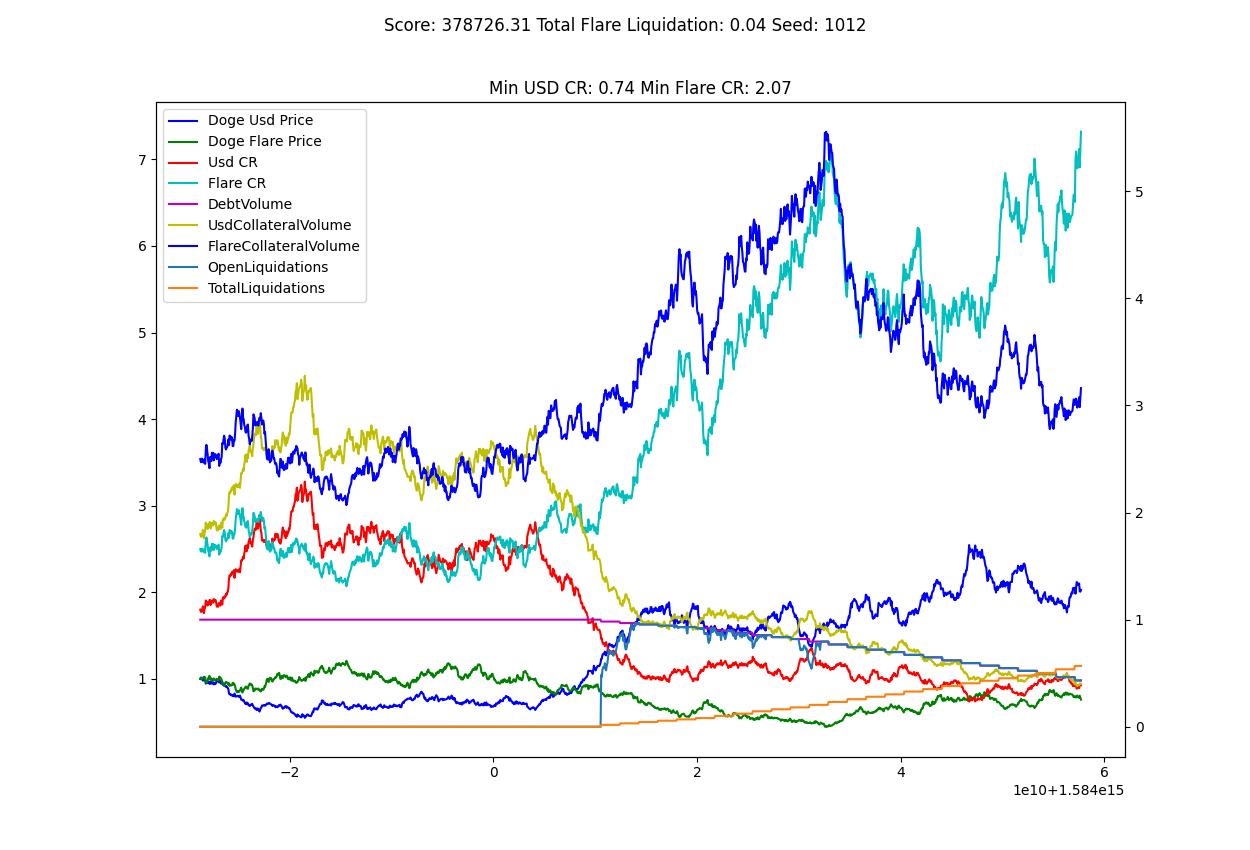 Score: 378726.31 Total Flare Liquidation: 0.04 Seed: 1012
Min USD CR: 0.74 Min Flare CR: 2.07
Doge Usd Price
Doge Flare Price
Usd CR
Flare CR
DebtVolume
UsdCollateralVolume
FlareCollateralVolume
OpenLiquidations
TotalLiquidations
7
6
5
4
3
2
1
5
4
3
2
1
0
−2
0
2
4
6
1e10+1.584e15